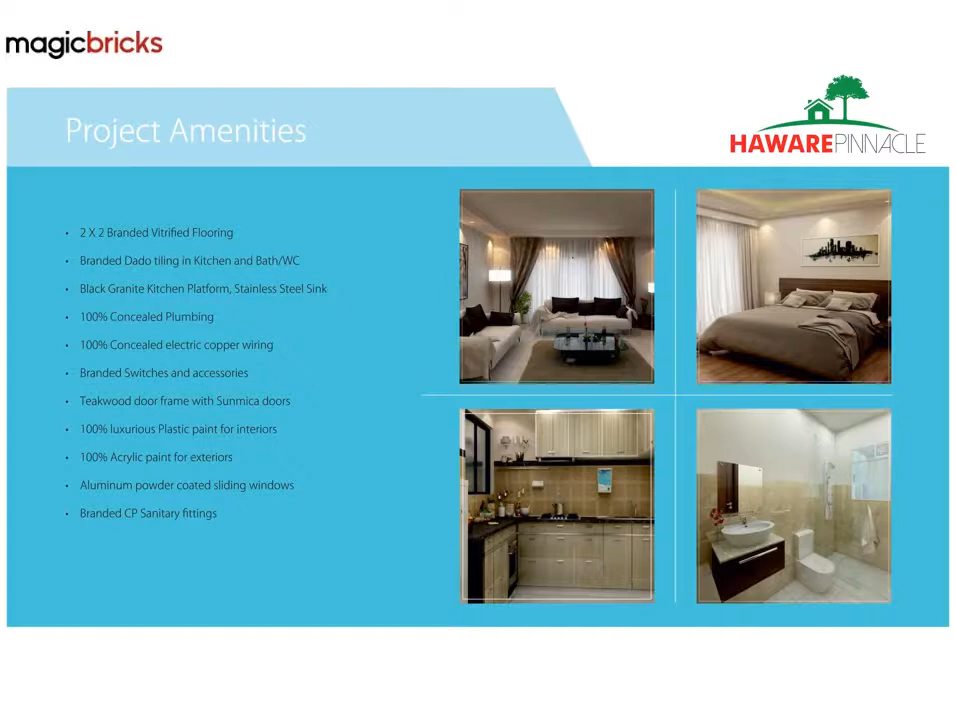 magicbricks
Project Amenities
HAWAREPINNACLE
• 2 X 2 Branded Vitrified Flooring
• Branded Dado tiling in Kitchen and Bath/WC
• Black Granite Kitchen Platform, Stainless Steel Sink
• 100% Concealed Plumbing
• 100% Concealed electric copper wiring
• Branded Switches and accessories
• Teakwood door frame with Sunmica doors
• 100% luxurious Plastic paint for interiors
• 100% Acrylic paint for exteriors
• Aluminum powder coated sliding windows
• Branded CP Sanitary fittings